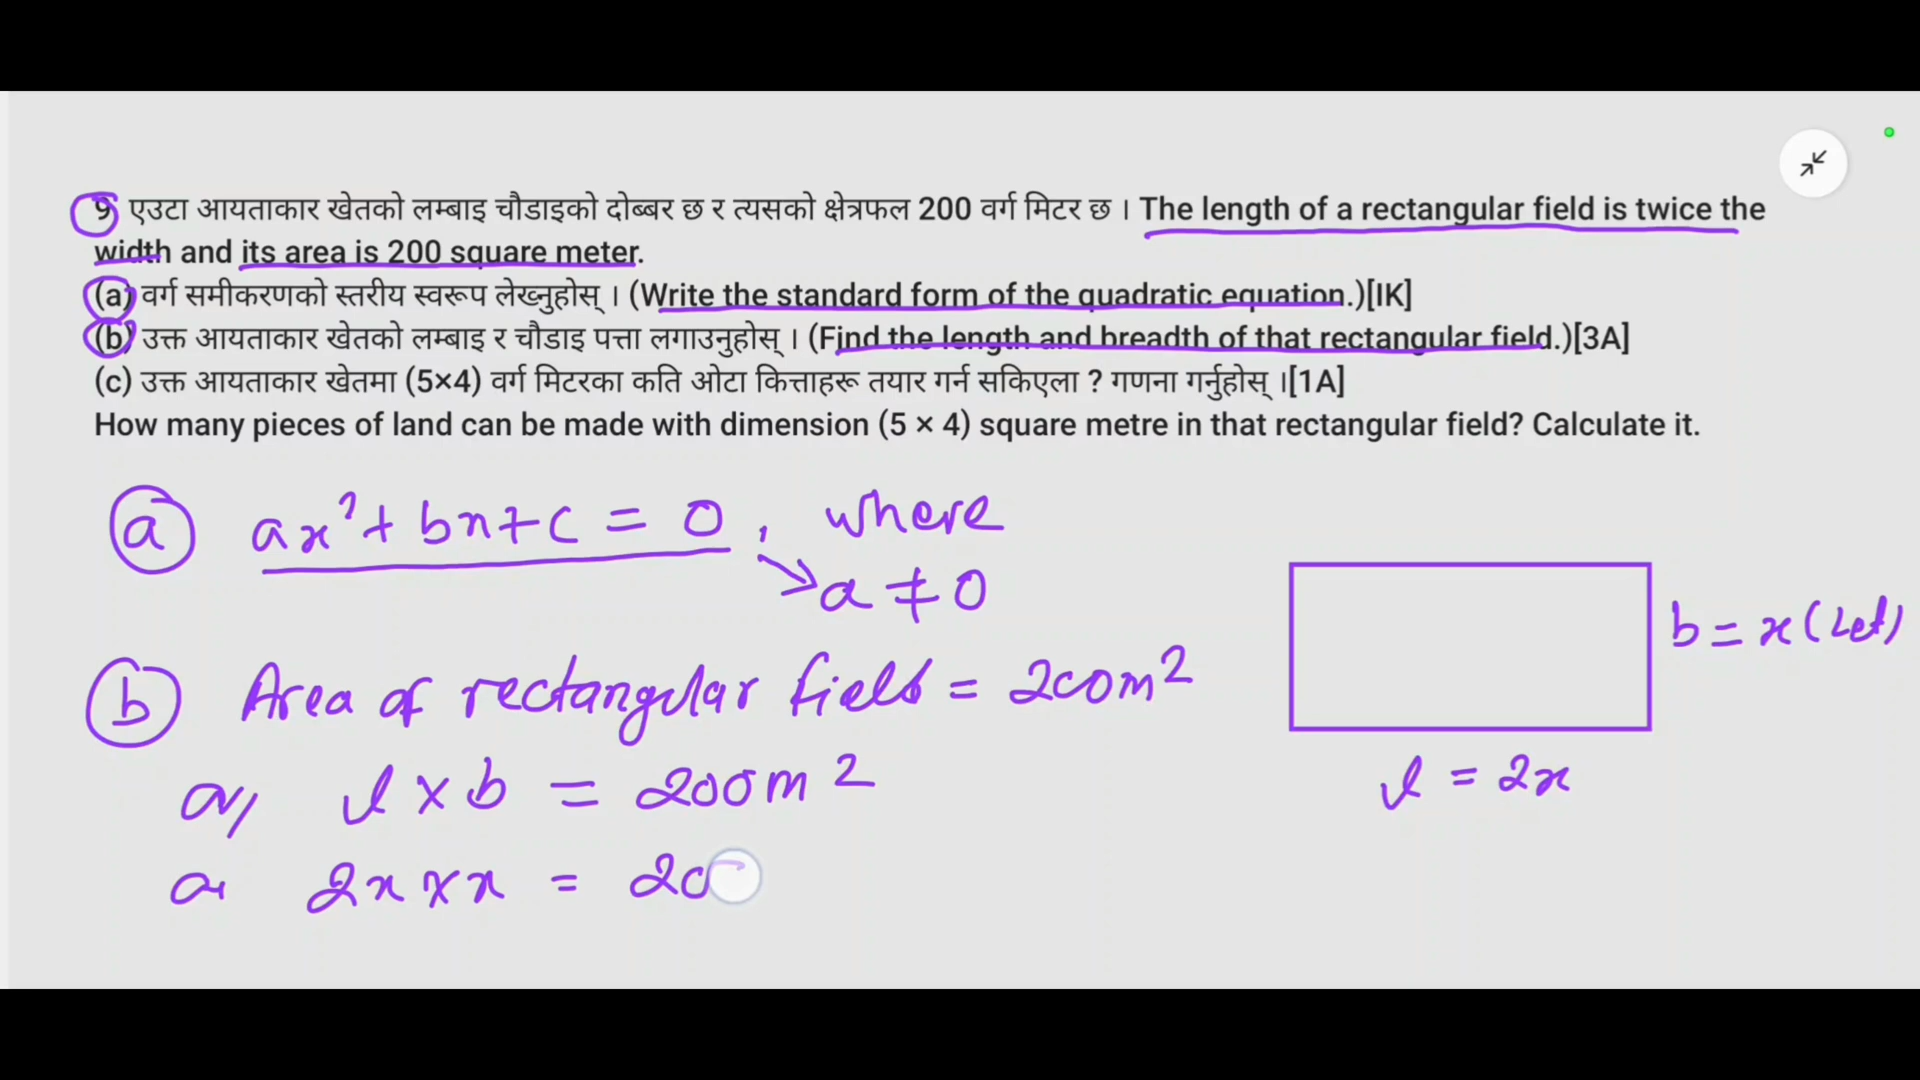 9 एउटा आयताकार खेतको लम्बाइ चौडाइको दोब्बर छ र त्यसको क्षेत्रफल 200 वर्ग मिटर छ । The length of a rectangular field is twice the
width and its area is 200 square meter.
(a) वर्ग समीकरणको स्तरीय स्वरूप लेख्नुहोस् । (Write the standard form of the quadratic equation.)[IK]
(b) उक्त आयताकार खेतको लम्बाइ र चौडाइ पत्ता लगाउनुहोस् । (Find the length and breadth of that rectangular field.)[3A]
(c) उक्त आयताकार खेतमा (5×4) वर्ग मिटरका कति ओटा कित्ताहरू तयार गर्न सकिएला ? गणना गर्नुहोस् ।[1A]
How many pieces of land can be made with dimension (5 × 4) square metre in that rectangular field? Calculate it.
a ax² + bx + c = 0 , where
a ≠ 0
b = x (Let)
b Area of rectangular field = 200m²
l = 2x
or, l × b = 200m²
or 2x × x = 20